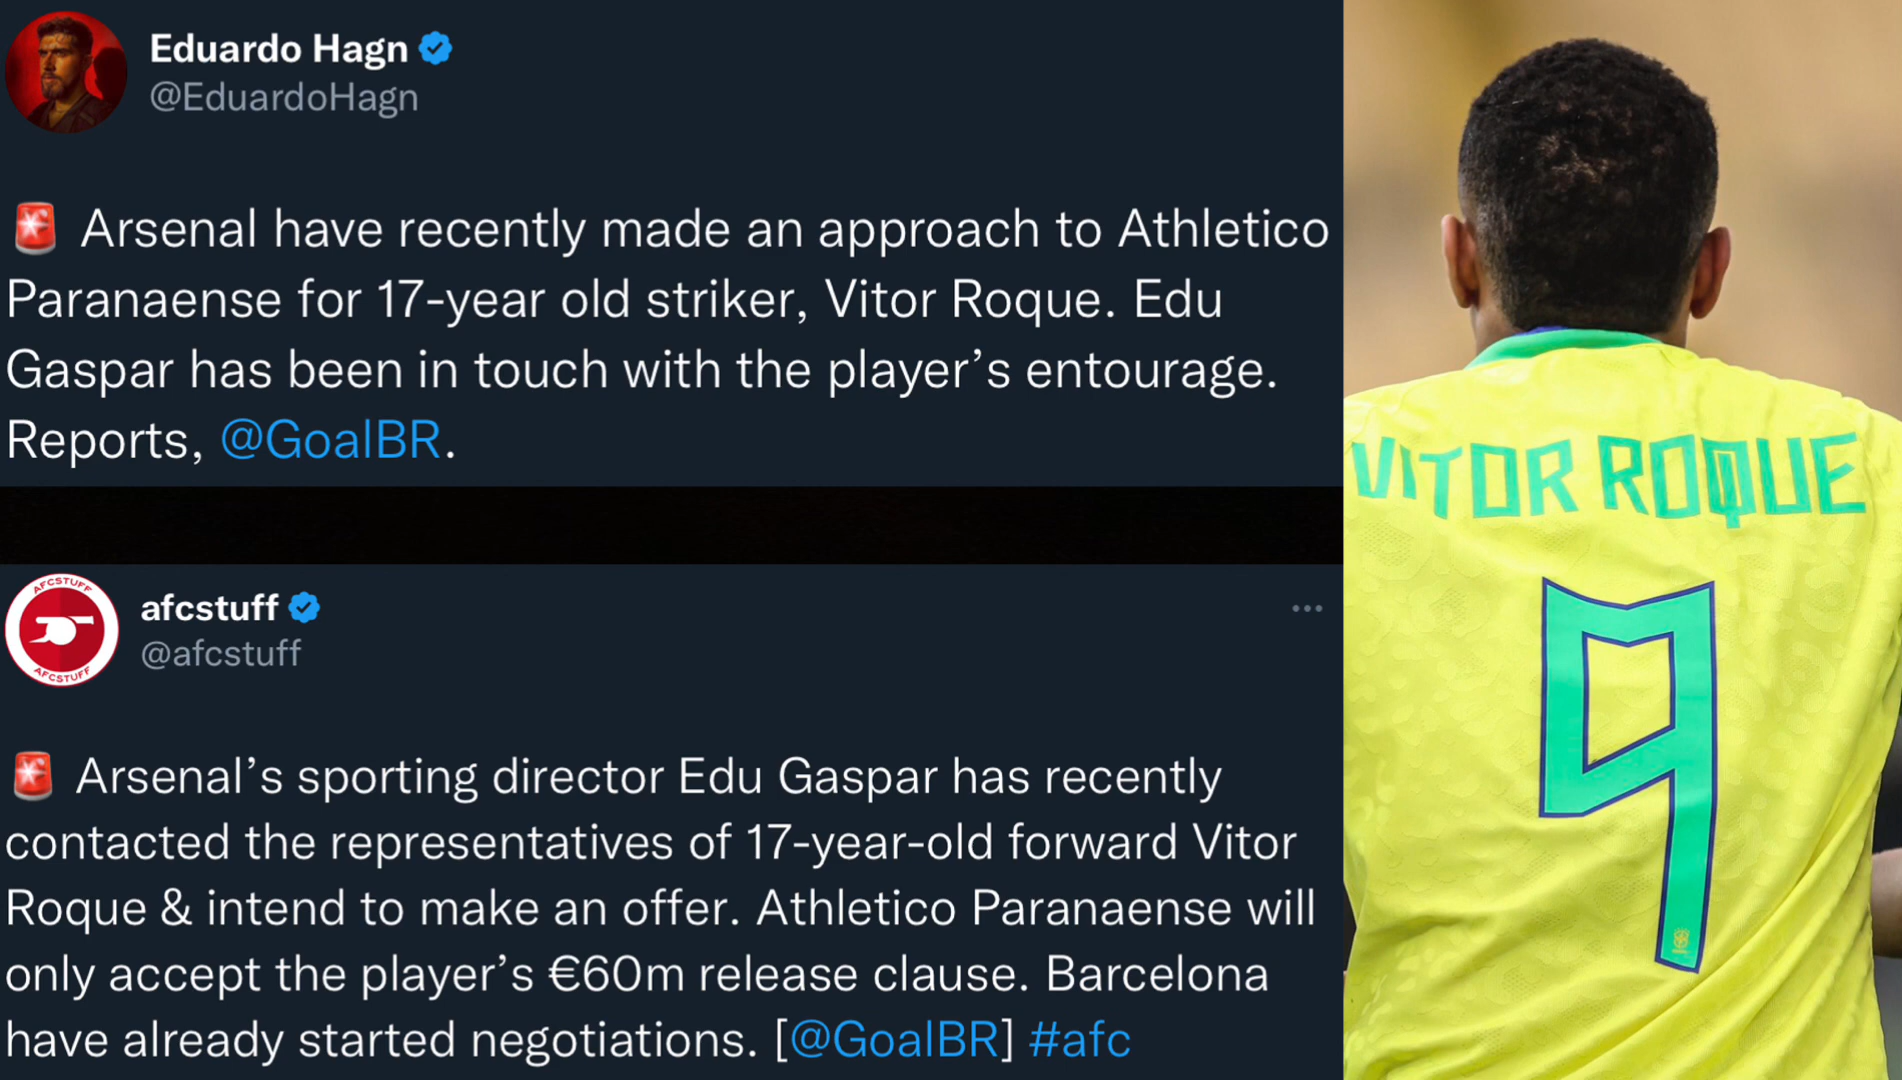 Eduardo Hagn
@EduardoHagn
🚨 Arsenal have recently made an approach to Athletico
Paranaense for 17-year old striker, Vitor Roque. Edu
Gaspar has been in touch with the player’s entourage.
Reports, @GoalBR.
AFCSTUFF
AFCSTUFF
afcstuff
@afcstuff
🚨 Arsenal’s sporting director Edu Gaspar has recently
contacted the representatives of 17-year-old forward Vitor
Roque & intend to make an offer. Athletico Paranaense will
only accept the player’s €60m release clause. Barcelona
have already started negotiations. [@GoalBR] #afc
VITOR ROQUE
9